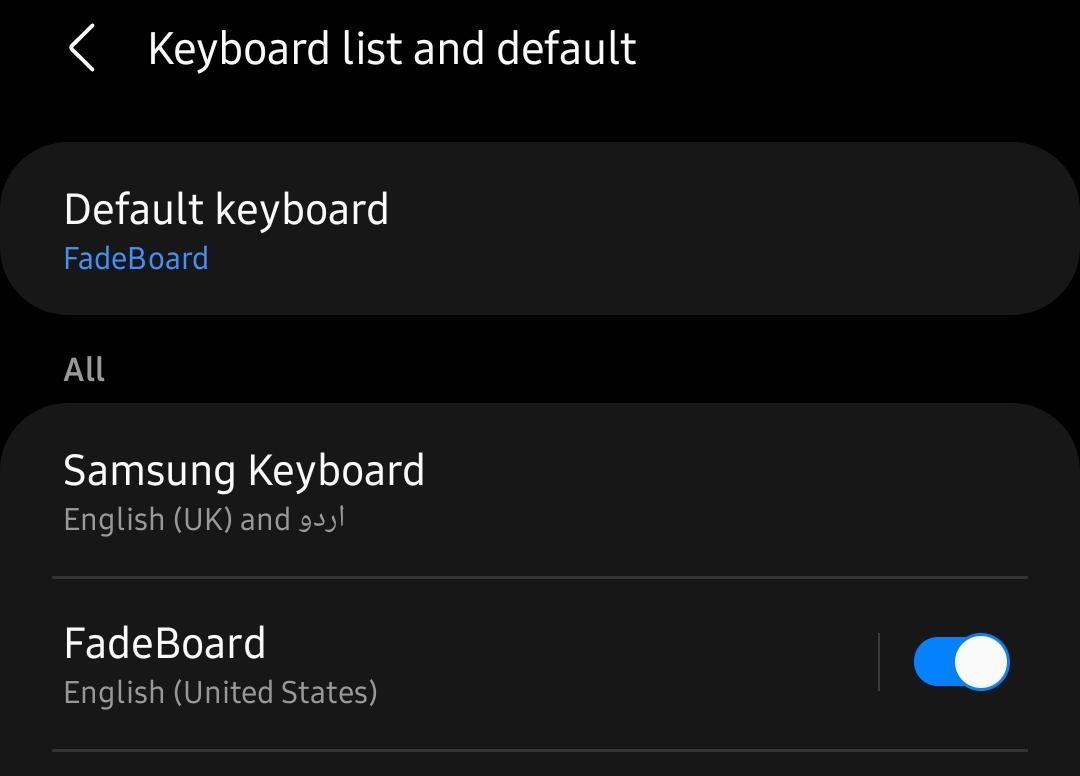 Keyboard list and default
Default keyboard
FadeBoard
All
Samsung Keyboard
English (UK) and اردو
FadeBoard
English (United States)